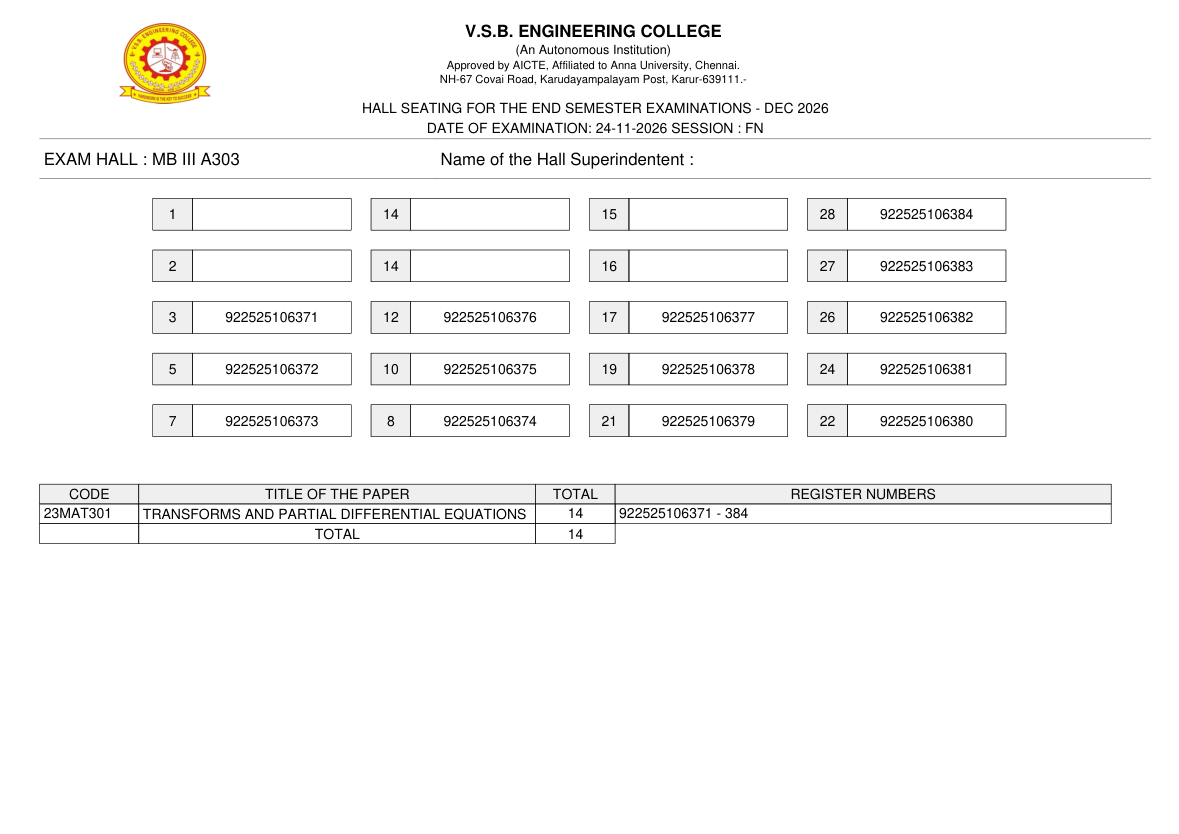 V.S.B. ENGINEERING COLLEGE
(An Autonomous Institution)
Approved by AICTE, Affiliated to Anna University, Chennai.
NH-67 Covai Road, Karudayampalayam Post, Karur-639111.-
HALL SEATING FOR THE END SEMESTER EXAMINATIONS - DEC 2026
DATE OF EXAMINATION: 24-11-2026 SESSION : FN
EXAM HALL : MB III A303 Name of the Hall Superintendent :
1 14 15 28 922525106384
2 14 16 27 922525106383
3 922525106371 12 922525106376 17 922525106377 26 922525106382
5 922525106372 10 922525106375 19 922525106378 24 922525106381
7 922525106373 8 922525106374 21 922525106379 22 922525106380
CODE TITLE OF THE PAPER TOTAL REGISTER NUMBERS
23MAT301 TRANSFORMS AND PARTIAL DIFFERENTIAL EQUATIONS 14 922525106371 - 384
TOTAL 14